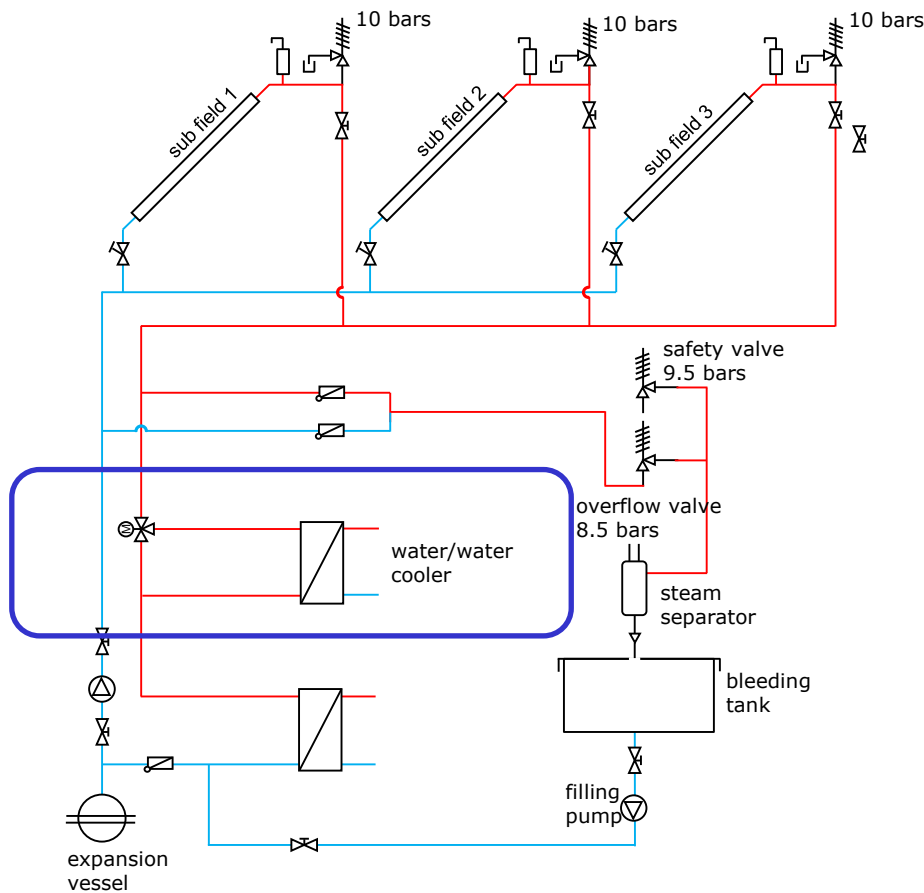 10 bars
10 bars
10 bars
sub field 1
sub field 2
sub field 3
safety valve
9.5 bars
overflow valve
8.5 bars
M
water/water
cooler
steam
separator
bleeding
tank
filling
pump
expansion
vessel